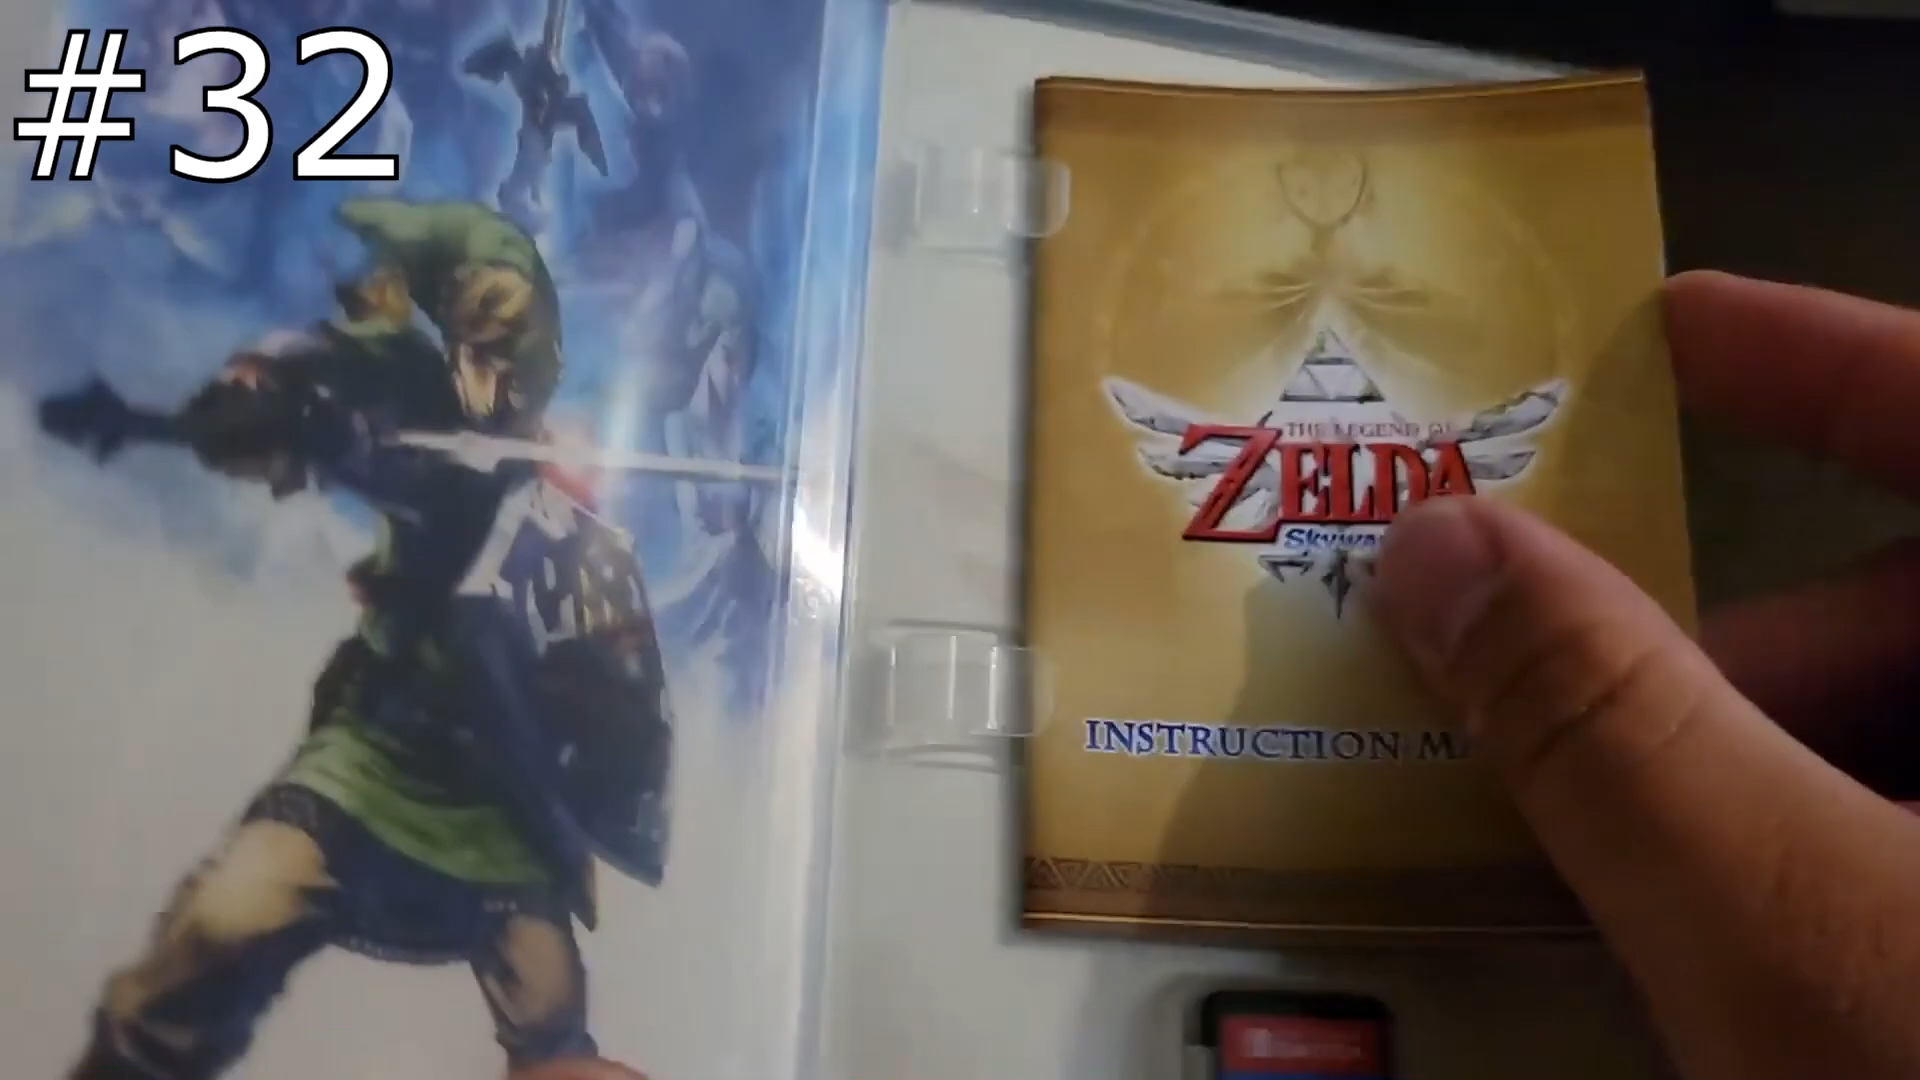 #32
THE LEGEND OF
ZELDA
INSTRUCTION